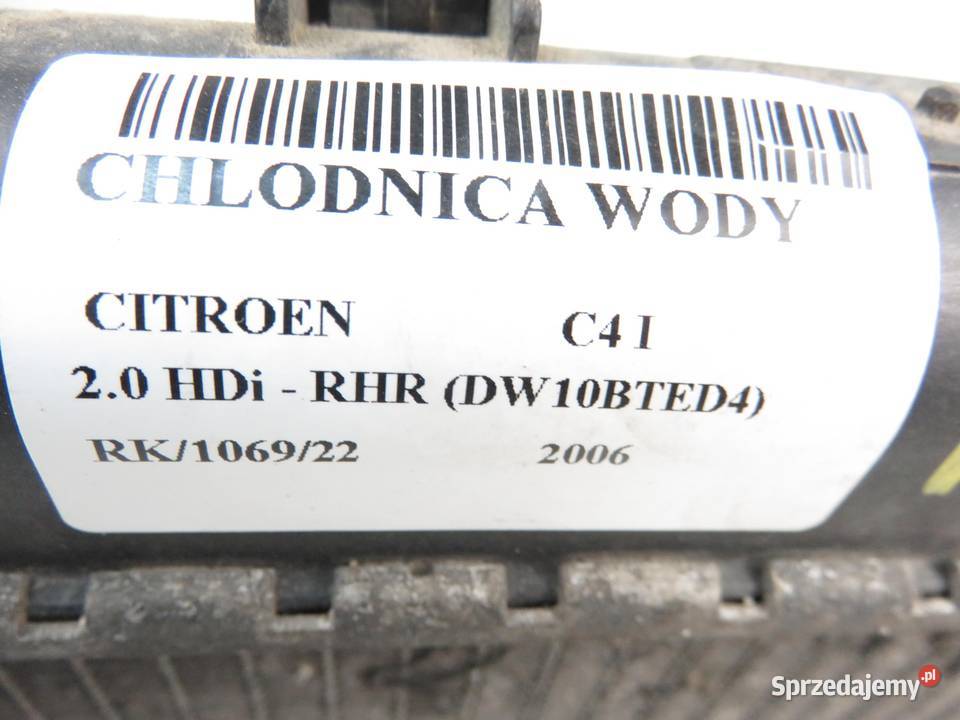 CHLODNICA WODY
CITROEN C4 I
2.0 HDi - RHR (DW10BTED4)
RK/1069/22 2006
Sprzedajemy.pl